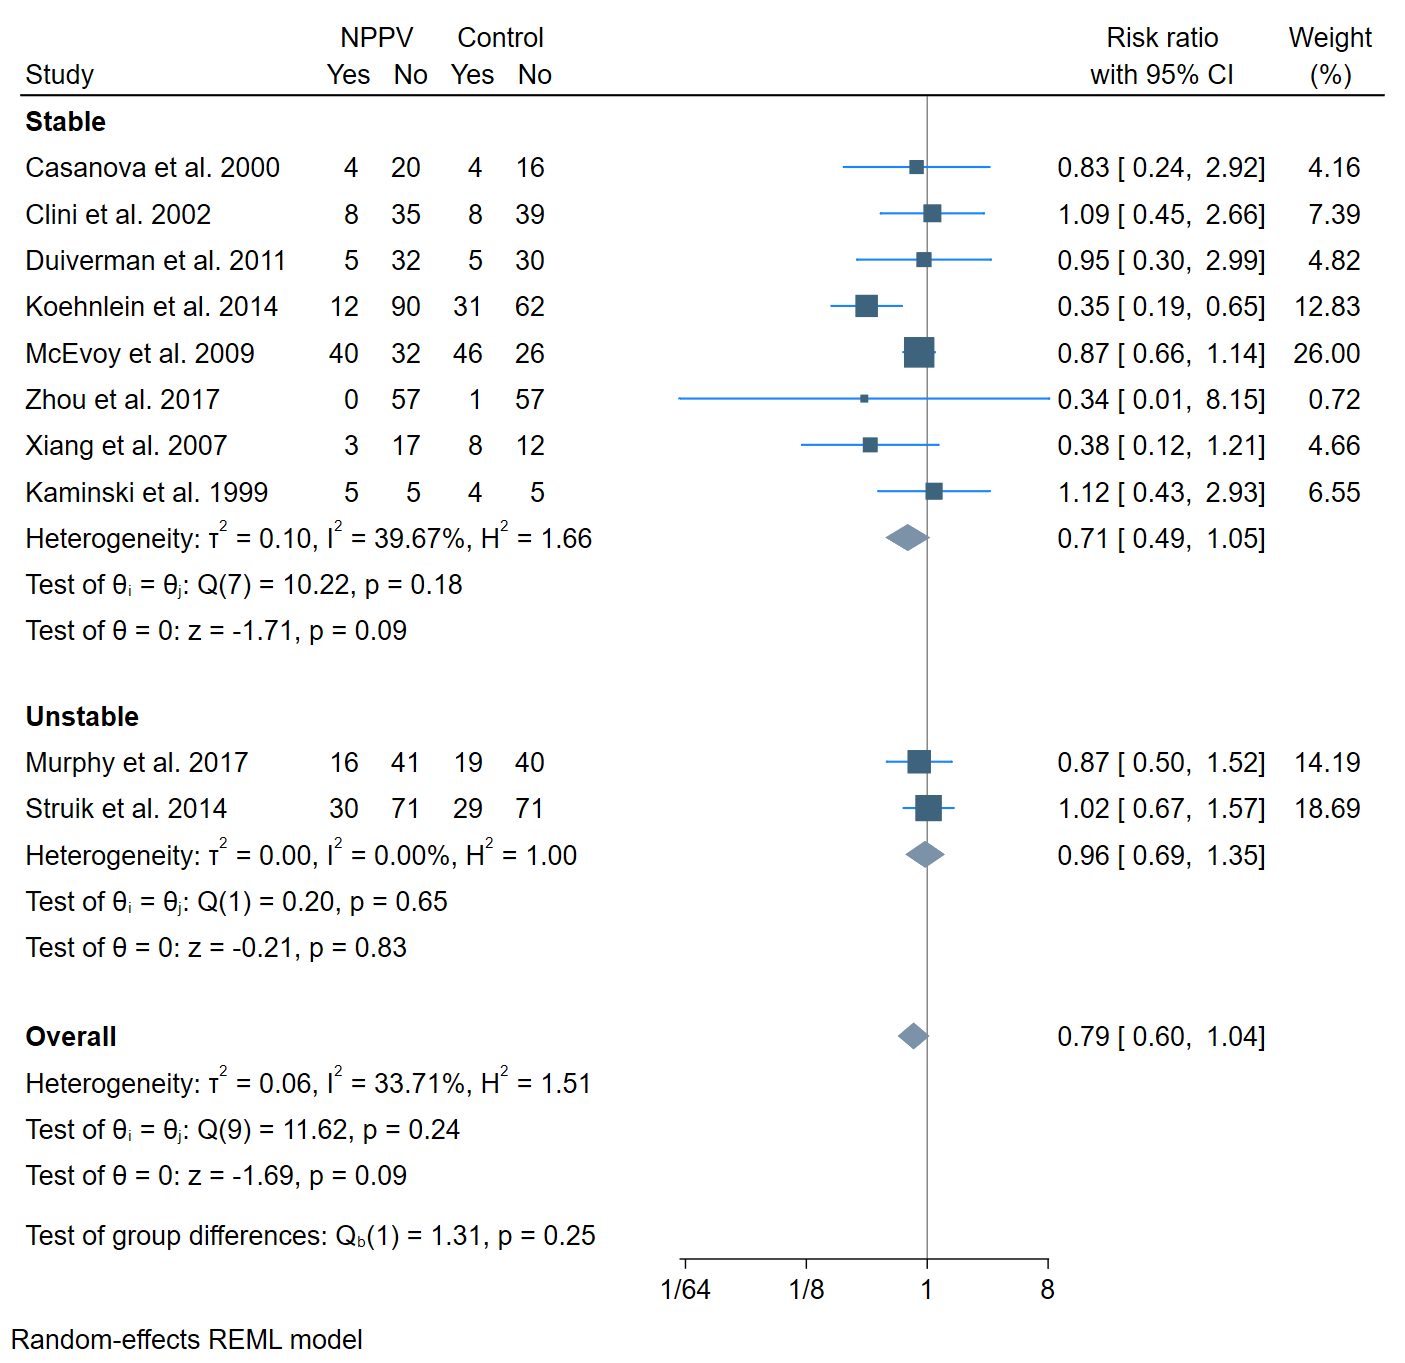 NPPV Control Risk ratio Weight
Study Yes No Yes No with 95% CI (%)
Stable
Casanova et al. 2000 4 20 4 16 0.83 [ 0.24, 2.92] 4.16
Clini et al. 2002 8 35 8 39 1.09 [ 0.45, 2.66] 7.39
Duiverman et al. 2011 5 32 5 30 0.95 [ 0.30, 2.99] 4.82
Koehnlein et al. 2014 12 90 31 62 0.35 [ 0.19, 0.65] 12.83
McEvoy et al. 2009 40 32 46 26 0.87 [ 0.66, 1.14] 26.00
Zhou et al. 2017 0 57 1 57 0.34 [ 0.01, 8.15] 0.72
Xiang et al. 2007 3 17 8 12 0.38 [ 0.12, 1.21] 4.66
Kaminski et al. 1999 5 5 4 5 1.12 [ 0.43, 2.93] 6.55
Heterogeneity: τ² = 0.10, I² = 39.67%, H² = 1.66 0.71 [ 0.49, 1.05]
Test of θᵢ = θⱼ: Q(7) = 10.22, p = 0.18
Test of θ = 0: z = -1.71, p = 0.09
Unstable
Murphy et al. 2017 16 41 19 40 0.87 [ 0.50, 1.52] 14.19
Struik et al. 2014 30 71 29 71 1.02 [ 0.67, 1.57] 18.69
Heterogeneity: τ² = 0.00, I² = 0.00%, H² = 1.00 0.96 [ 0.69, 1.35]
Test of θᵢ = θⱼ: Q(1) = 0.20, p = 0.65
Test of θ = 0: z = -0.21, p = 0.83
Overall 0.79 [ 0.60, 1.04]
Heterogeneity: τ² = 0.06, I² = 33.71%, H² = 1.51
Test of θᵢ = θⱼ: Q(9) = 11.62, p = 0.24
Test of θ = 0: z = -1.69, p = 0.09
Test of group differences: Q_b(1) = 1.31, p = 0.25
1/64 1/8 1 8
Random-effects REML model